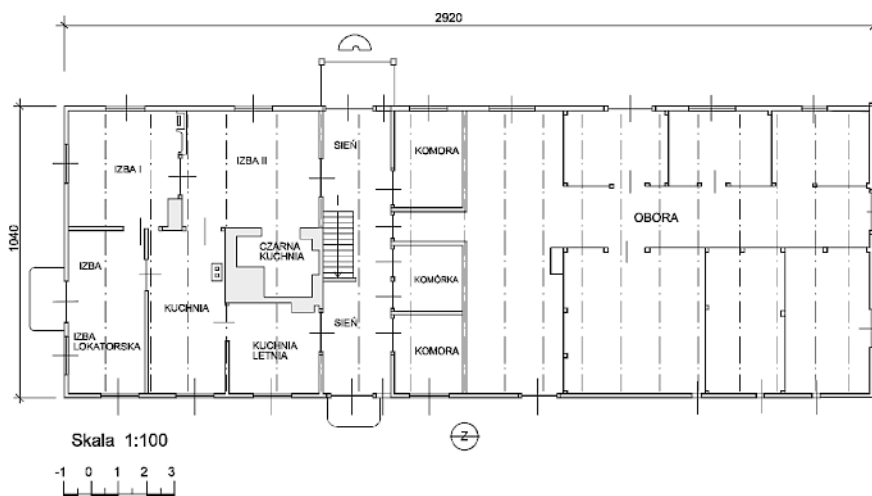 2920
1040
IZBA I
IZBA II
SIEŃ
KOMORA
OBORA
CZARNA
KUCHNIA
IZBA
KOMÓRKA
KUCHNIA
SIEŃ
IZBA
LOKATORSKA
KUCHNIA
LETNIA
KOMORA
Z
Skala 1:100
-1 0 1 2 3